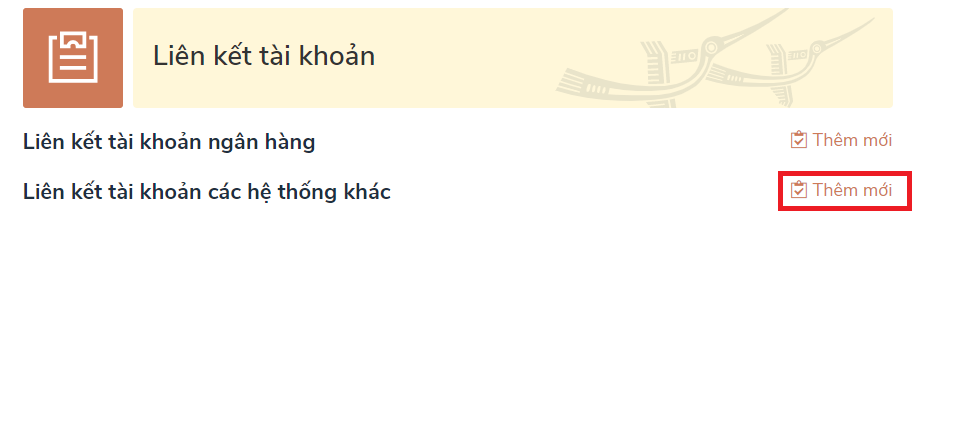 Liên kết tài khoản
Liên kết tài khoản ngân hàng Thêm mới
Liên kết tài khoản các hệ thống khác Thêm mới